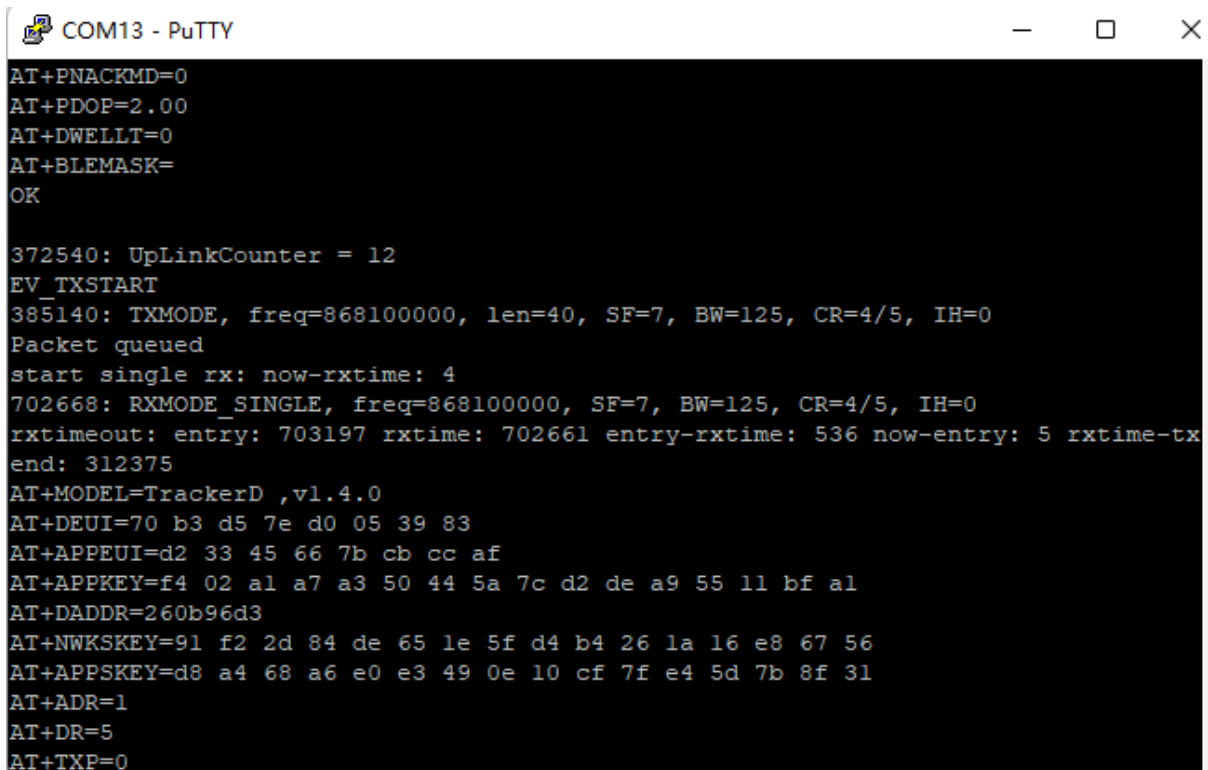 COM13 - PuTTY
AT+PNACKMD=0
AT+PDOP=2.00
AT+DWELLT=0
AT+BLEMASK=
OK
372540: UpLinkCounter = 12
EV_TXSTART
385140: TXMODE, freq=868100000, len=40, SF=7, BW=125, CR=4/5, IH=0
Packet queued
start single rx: now-rxtime: 4
702668: RXMODE_SINGLE, freq=868100000, SF=7, BW=125, CR=4/5, IH=0
rxtimeout: entry: 703197 rxtime: 702661 entry-rxtime: 536 now-entry: 5 rxtime-tx
end: 312375
AT+MODEL=TrackerD ,v1.4.0
AT+DEUI=70 b3 d5 7e d0 05 39 83
AT+APPEUI=d2 33 45 66 7b cb cc af
AT+APPKEY=f4 02 a1 a7 a3 50 44 5a 7c d2 de a9 55 11 bf a1
AT+DADDR=260b96d3
AT+NWKSKEY=91 f2 2d 84 de 65 1e 5f d4 b4 26 1a 16 e8 67 56
AT+APPSKEY=d8 a4 68 a6 e0 e3 49 0e 10 cf 7f e4 5d 7b 8f 31
AT+ADR=1
AT+DR=5
AT+TXP=0